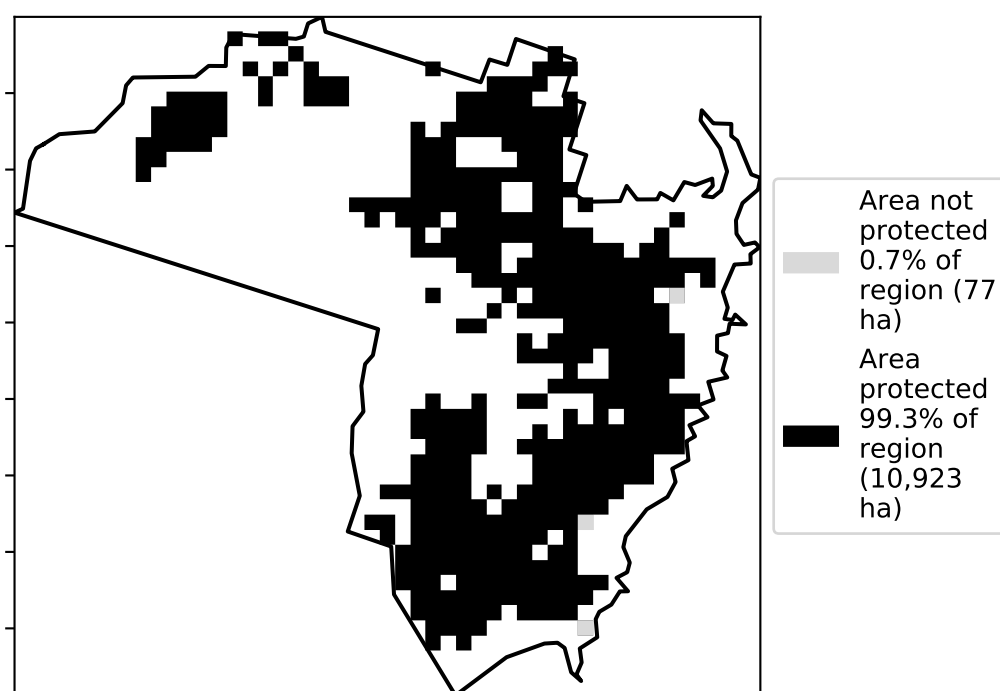 Area not
protected
0.7% of
region (77
ha)
Area
protected
99.3% of
region
(10,923
ha)